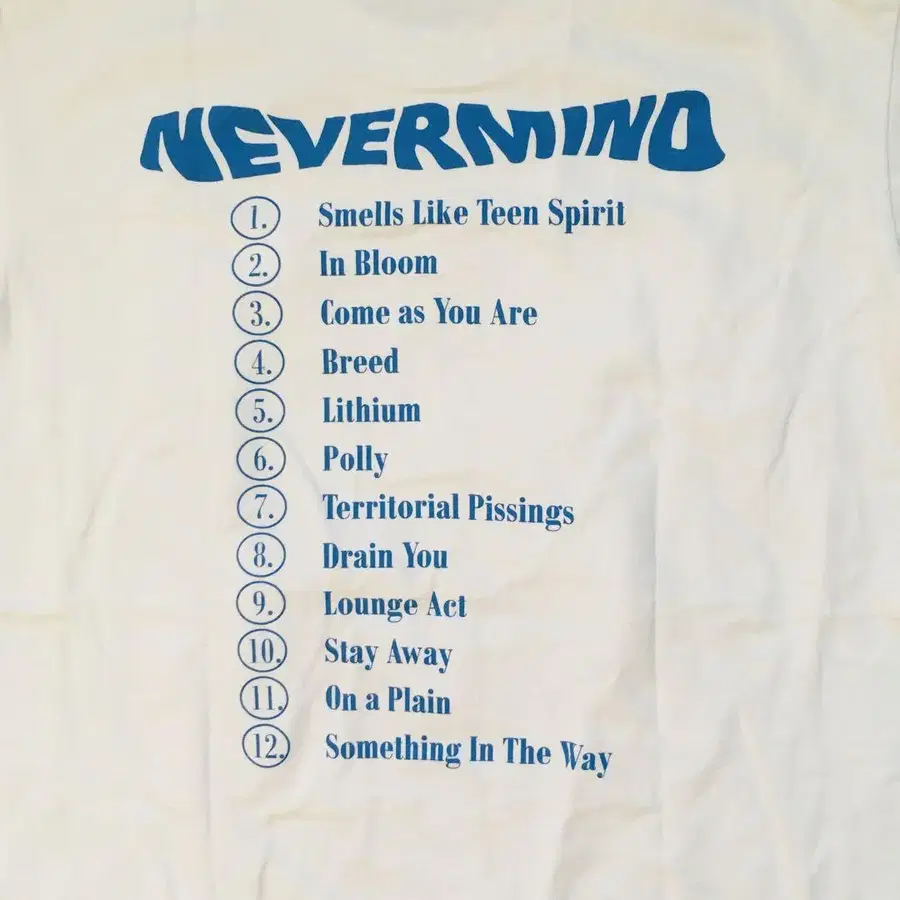 NEVERMIND
1. Smells Like Teen Spirit
2. In Bloom
3. Come as You Are
4. Breed
5. Lithium
6. Polly
7. Territorial Pissings
8. Drain You
9. Lounge Act
10. Stay Away
11. On a Plain
12. Something In The Way